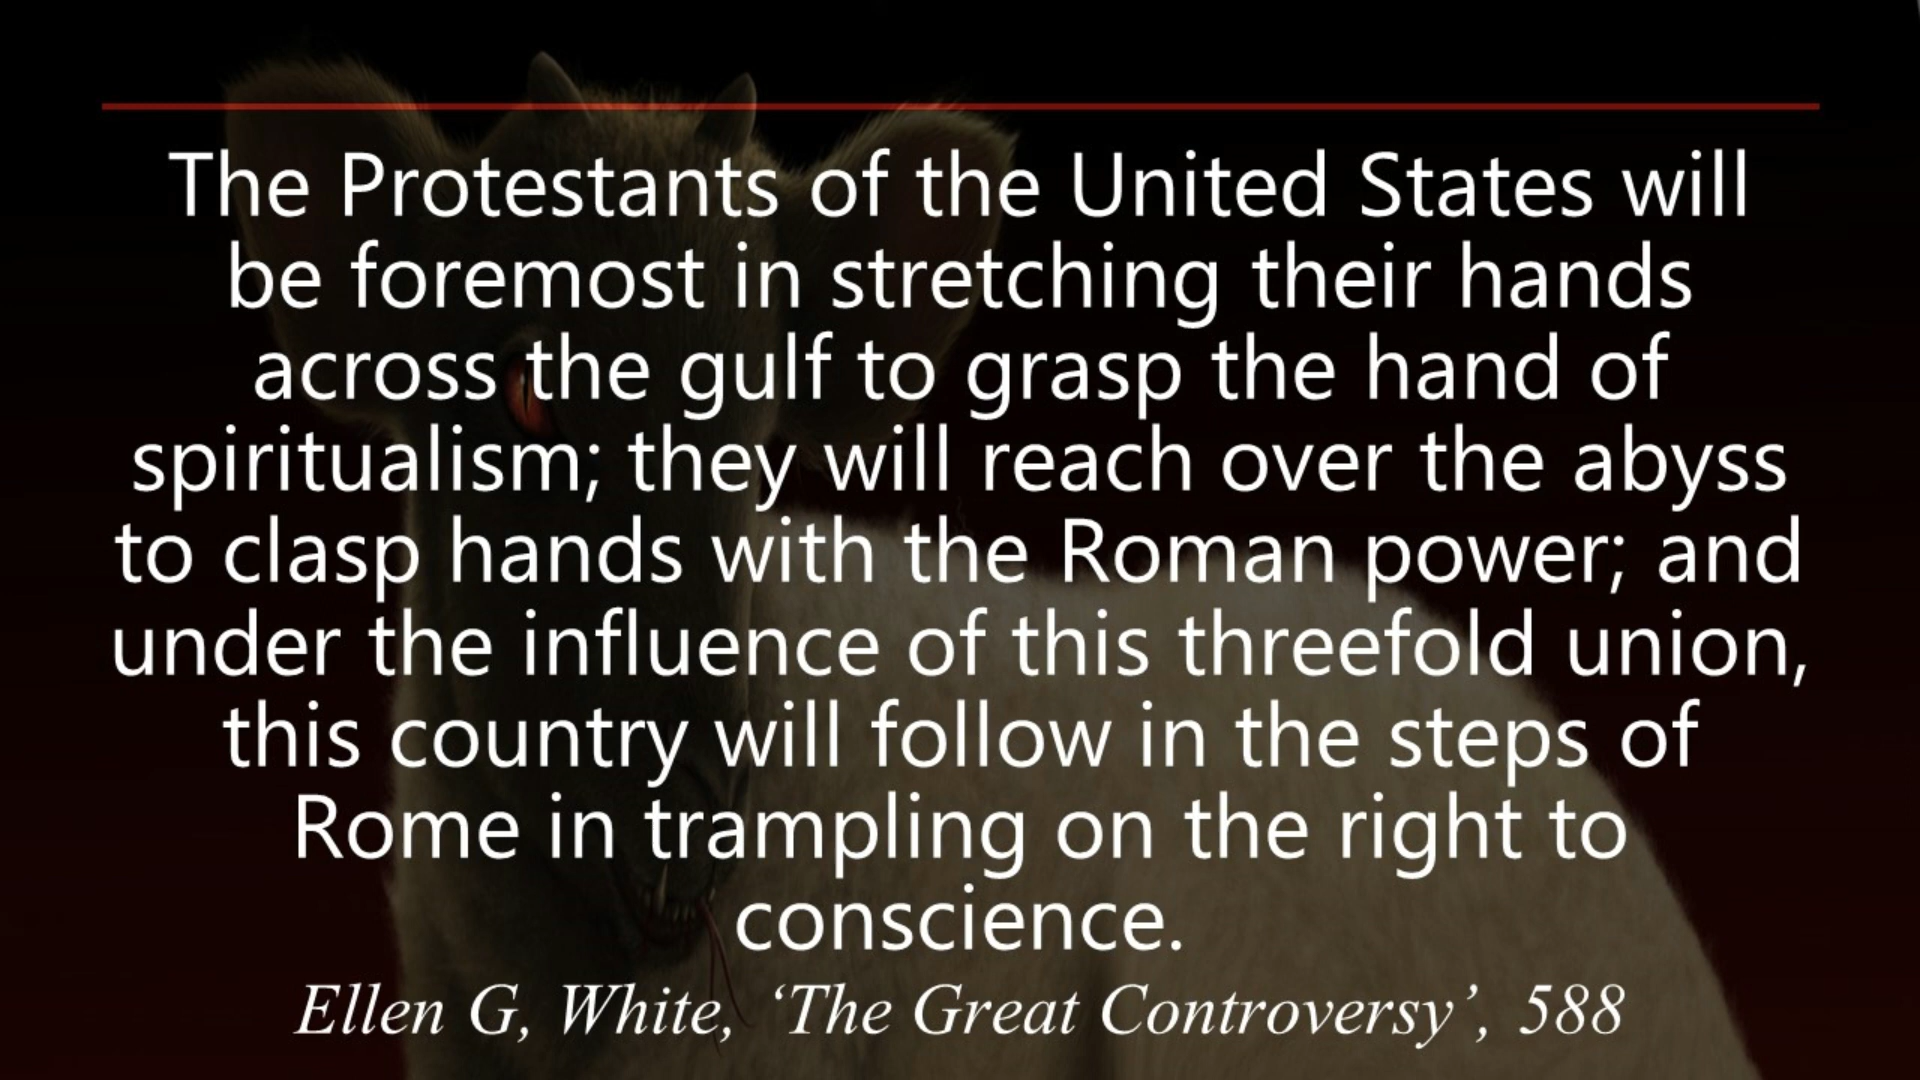 The Protestants of the United States will
be foremost in stretching their hands
across the gulf to grasp the hand of
spiritualism; they will reach over the abyss
to clasp hands with the Roman power; and
under the influence of this threefold union,
this country will follow in the steps of
Rome in trampling on the right to
conscience.
Ellen G, White, ‘The Great Controversy’, 588